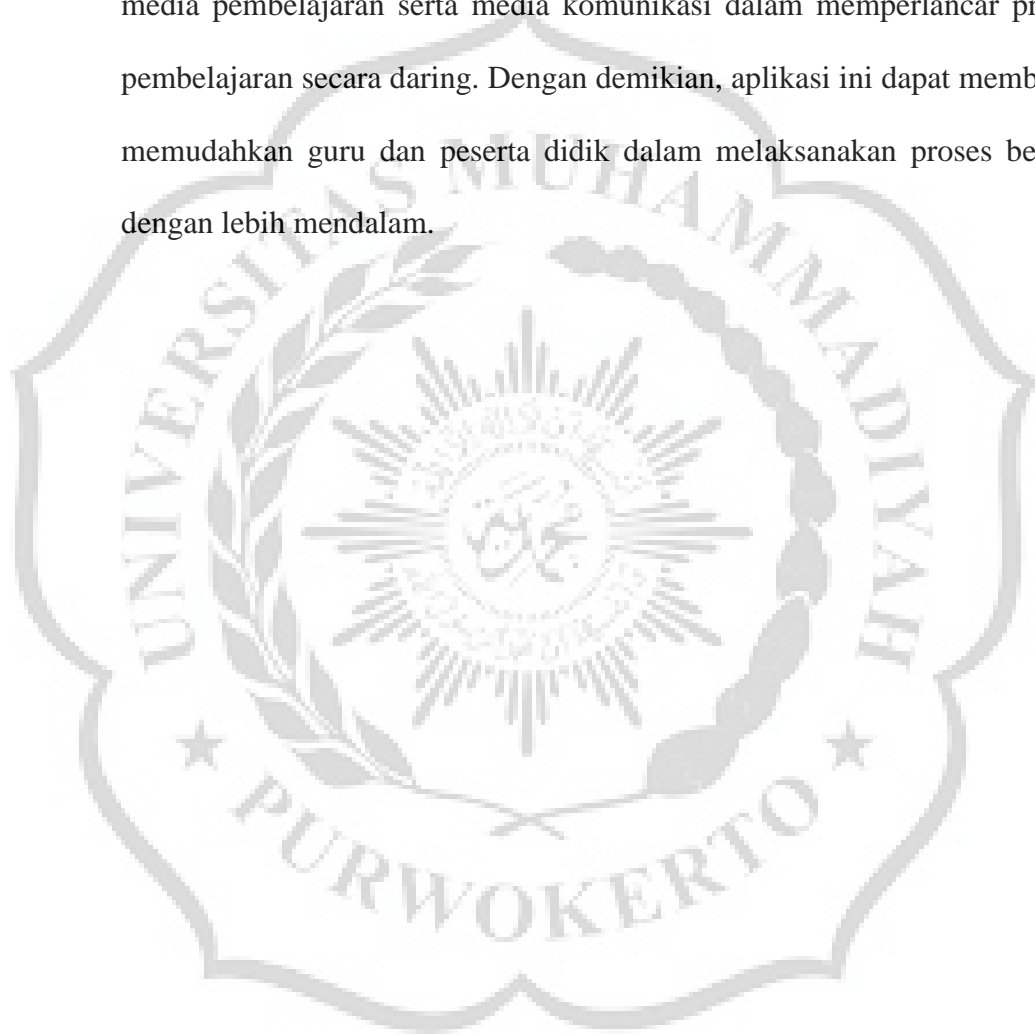 media pembelajaran serta media komunikasi dalam memperlancar pr
pembelajaran secara daring. Dengan demikian, aplikasi ini dapat memb
memudahkan guru dan peserta didik dalam melaksanakan proses be
dengan lebih mendalam.
UNIVERSITAS MUHAMMADIYAH
★ PURWOKERTO ★